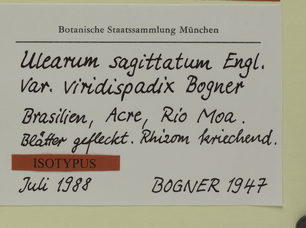 Botanische Staatssammlung München
Ulearum sagittatum Engl.
Var. viridispadix Bogner
Brasilien, Acre, Rio Moa.
Blätter gefleckt. Rhizom kriechend.
ISOTYPUS
Juli 1988 BOGNER 1947